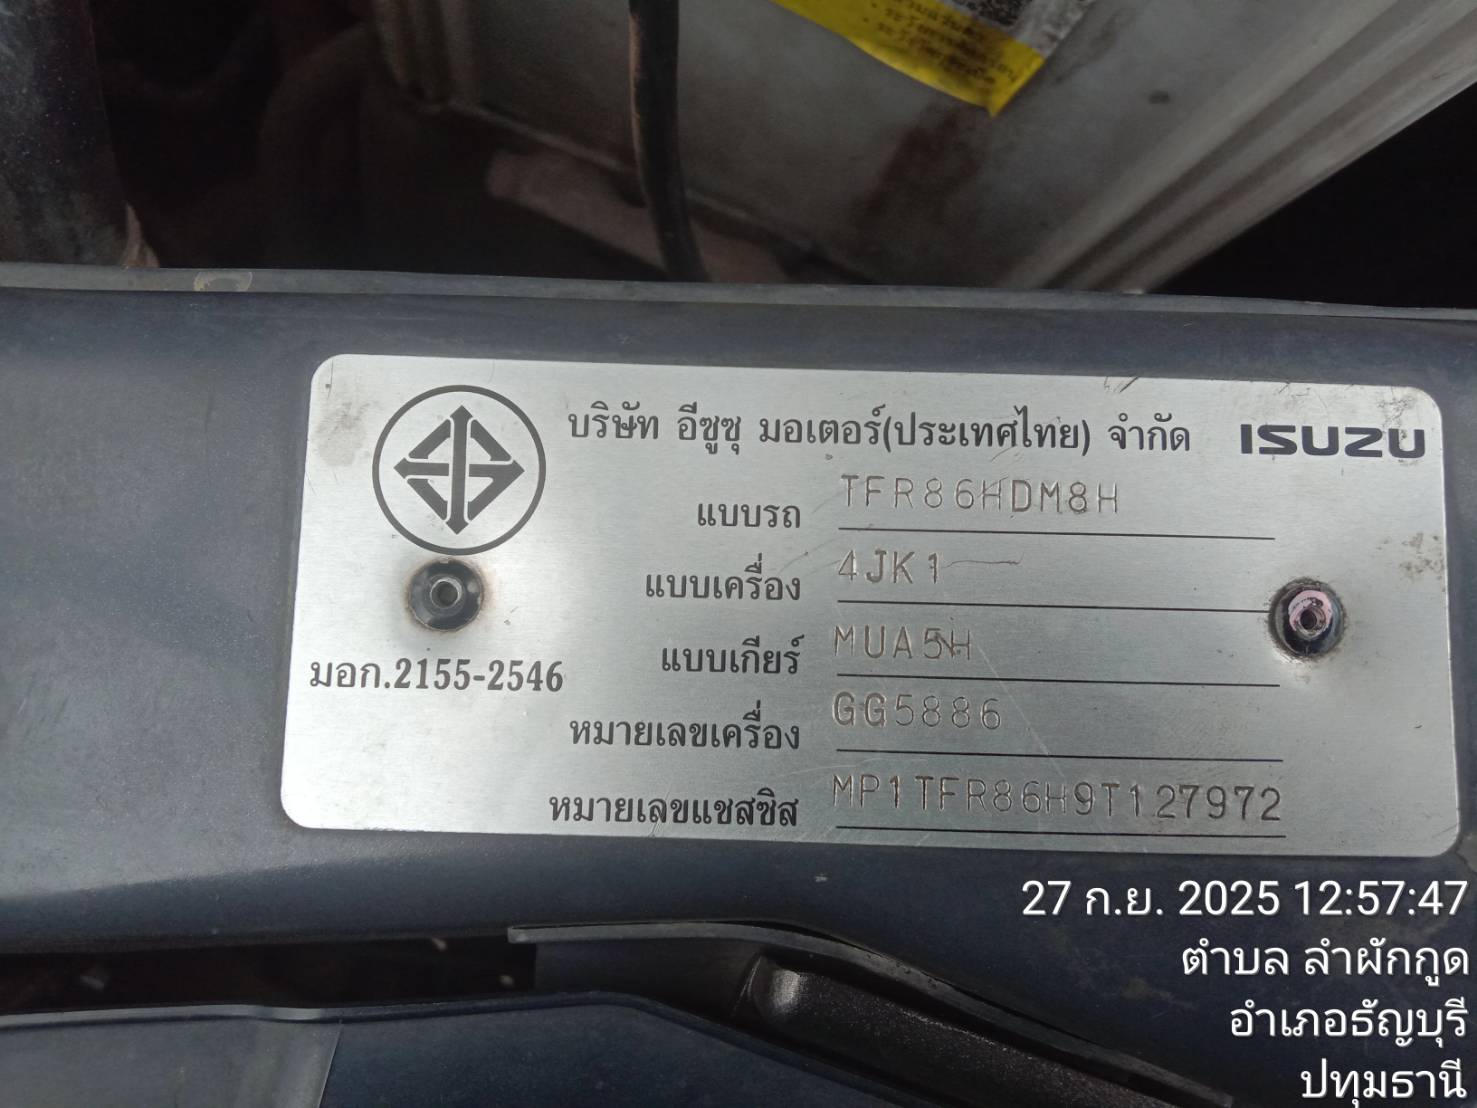 บริษัท อีซูซุ มอเตอร์(ประเทศไทย) จำกัด ISUZU
แบบรถ TFR86HDM8H
แบบเครื่อง 4JK1
แบบเกียร์ MUA5H
มอก.2155-2546
หมายเลขเครื่อง GG5886
หมายเลขแชสซิส MP1TFR86H9T127972
27 ก.ย. 2025 12:57:47
ตำบล ลำผักกูด
อำเภอธัญบุรี
ปทุมธานี